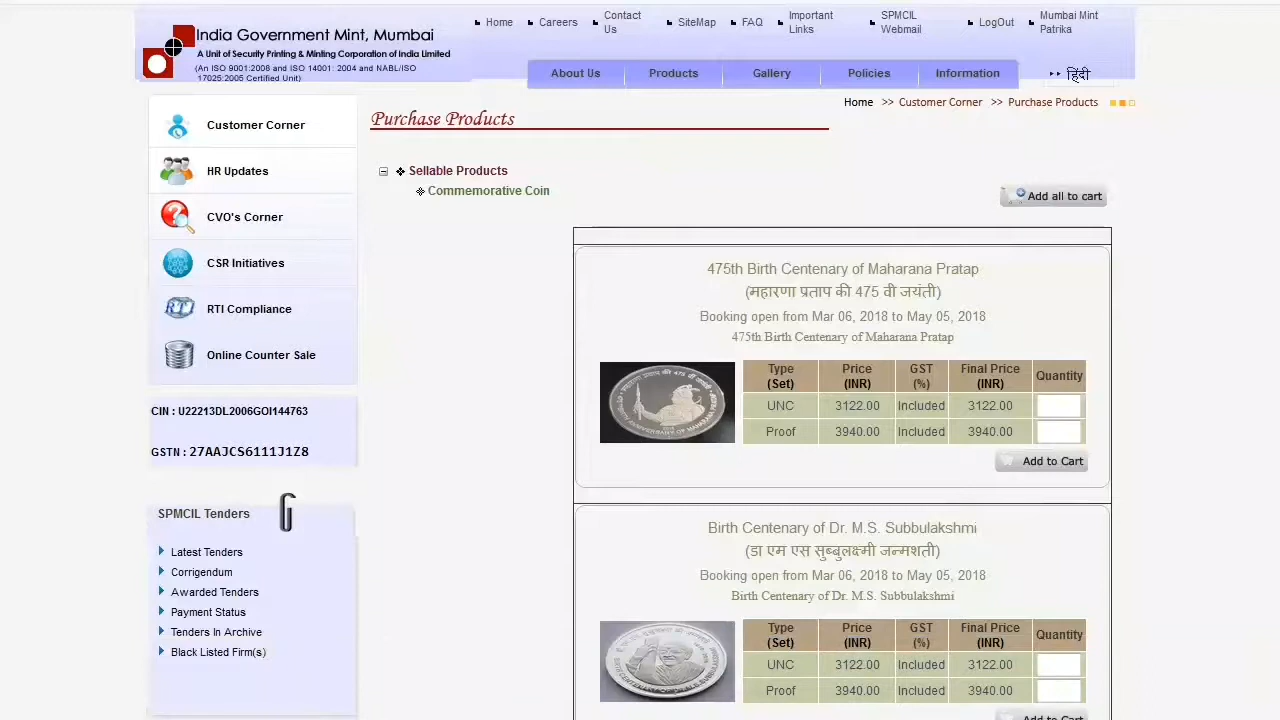 Home
Careers
Contact
Us
SiteMap
FAQ
Important
Links
SPMCIL
Webmail
LogOut
Mumbai Mint
Patrika
India Government Mint, Mumbai
A Unit of Security Printing & Minting Corporation of India Limited
(An ISO 9001:2008 and ISO 14001: 2004 and NABL/ISO
17025:2005 Certified Unit)
About Us
Products
Gallery
Policies
Information
हिंदी
Home >> Customer Corner >> Purchase Products
Customer Corner
HR Updates
CVO's Corner
CSR Initiatives
RTI
RTI Compliance
Online Counter Sale
CIN : U22213DL2006GOI144763
GSTN : 27AAJCS6111J1Z8
SPMCIL Tenders
Latest Tenders
Corrigendum
Awarded Tenders
Payment Status
Tenders In Archive
Black Listed Firm(s)
Purchase Products
Sellable Products
Commemorative Coin
Add all to cart
475th Birth Centenary of Maharana Pratap
(महाराणा प्रताप की 475 वी जयंती)
Booking open from Mar 06, 2018 to May 05, 2018
475th Birth Centenary of Maharana Pratap
Type (Set) Price (INR) GST (%) Final Price (INR) Quantity
UNC 3122.00 Included 3122.00
Proof 3940.00 Included 3940.00
Add to Cart
Birth Centenary of Dr. M.S. Subbulakshmi
(डा एम एस सुब्बुलक्ष्मी जन्मशती)
Booking open from Mar 06, 2018 to May 05, 2018
Birth Centenary of Dr. M.S. Subbulakshmi
Type (Set) Price (INR) GST (%) Final Price (INR) Quantity
UNC 3122.00 Included 3122.00
Proof 3940.00 Included 3940.00
Add to Cart